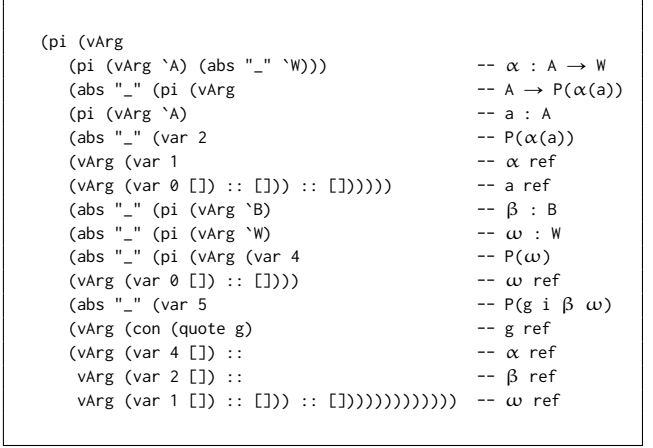 (pi (vArg
(pi (vArg `A) (abs "_" `W))) -- α : A → W
(abs "_" (pi (vArg -- A → P(α(a))
(pi (vArg `A) -- a : A
(abs "_" (var 2 -- P(α(a))
(vArg (var 1 -- α ref
(vArg (var 0 []) :: [])) :: []))))) -- a ref
(abs "_" (pi (vArg `B) -- β : B
(abs "_" (pi (vArg `W) -- ω : W
(abs "_" (pi (vArg (var 4 -- P(ω)
(vArg (var 0 []) :: []))) -- ω ref
(abs "_" (var 5 -- P(g i β ω)
(vArg (con (quote g) -- g ref
(vArg (var 4 []) :: -- α ref
vArg (var 2 []) :: -- β ref
vArg (var 1 []) :: [])) :: [])))))))))))) -- ω ref